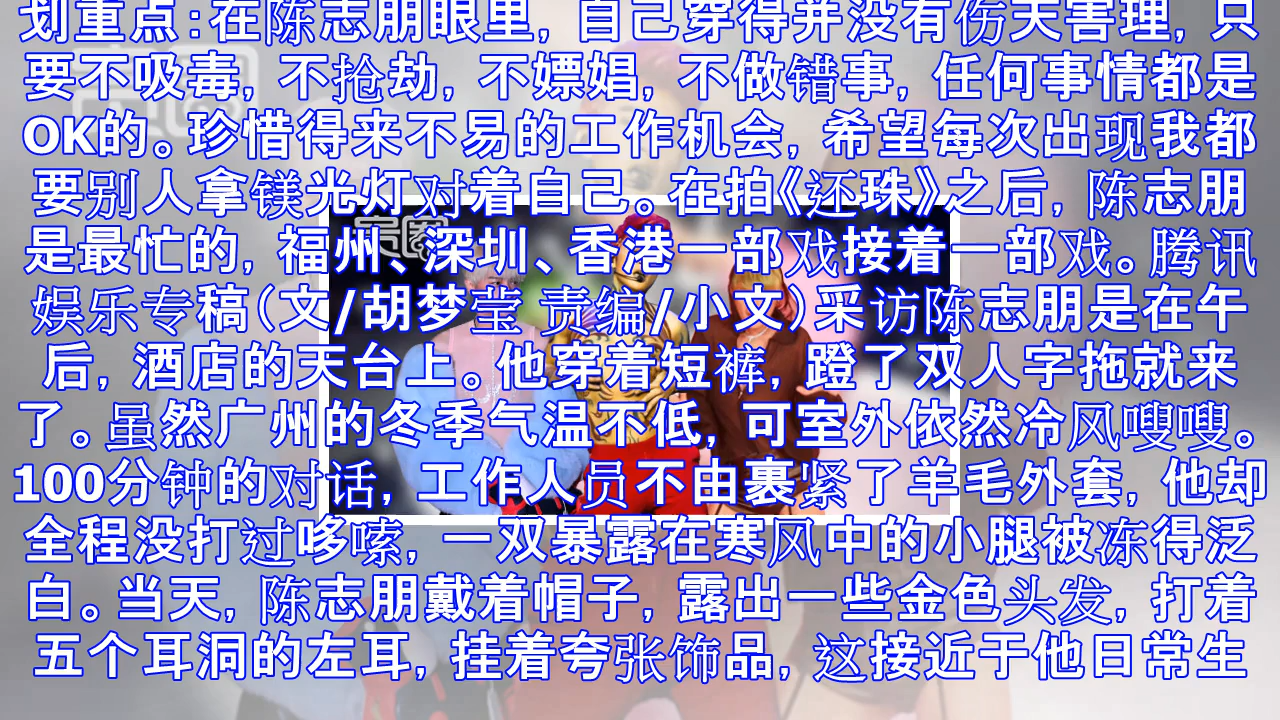 划重点:在陈志朋眼里, 自己穿得并没有伤天害理, 只
要不吸毒, 不抢劫, 不嫖娼, 不做错事, 任何事情都是
OK的。珍惜得来不易的工作机会, 希望每次出现我都
要别人拿镁光灯对着自己。在拍《还珠》之后, 陈志朋
是最忙的, 福州、深圳、香港一部戏接着一部戏。腾讯
娱乐专稿(文/胡梦莹 责编/小文)采访陈志朋是在午
后, 酒店的天台上。他穿着短裤, 蹬了双人字拖就来
了。虽然广州的冬季气温不低, 可室外依然冷风嗖嗖。
100分钟的对话, 工作人员不由裹紧了羊毛外套, 他却
全程没打过哆嗦, 一双暴露在寒风中的小腿被冻得泛
白。当天, 陈志朋戴着帽子, 露出一些金色头发, 打着
五个耳洞的左耳, 挂着夸张饰品, 这接近于他日常生